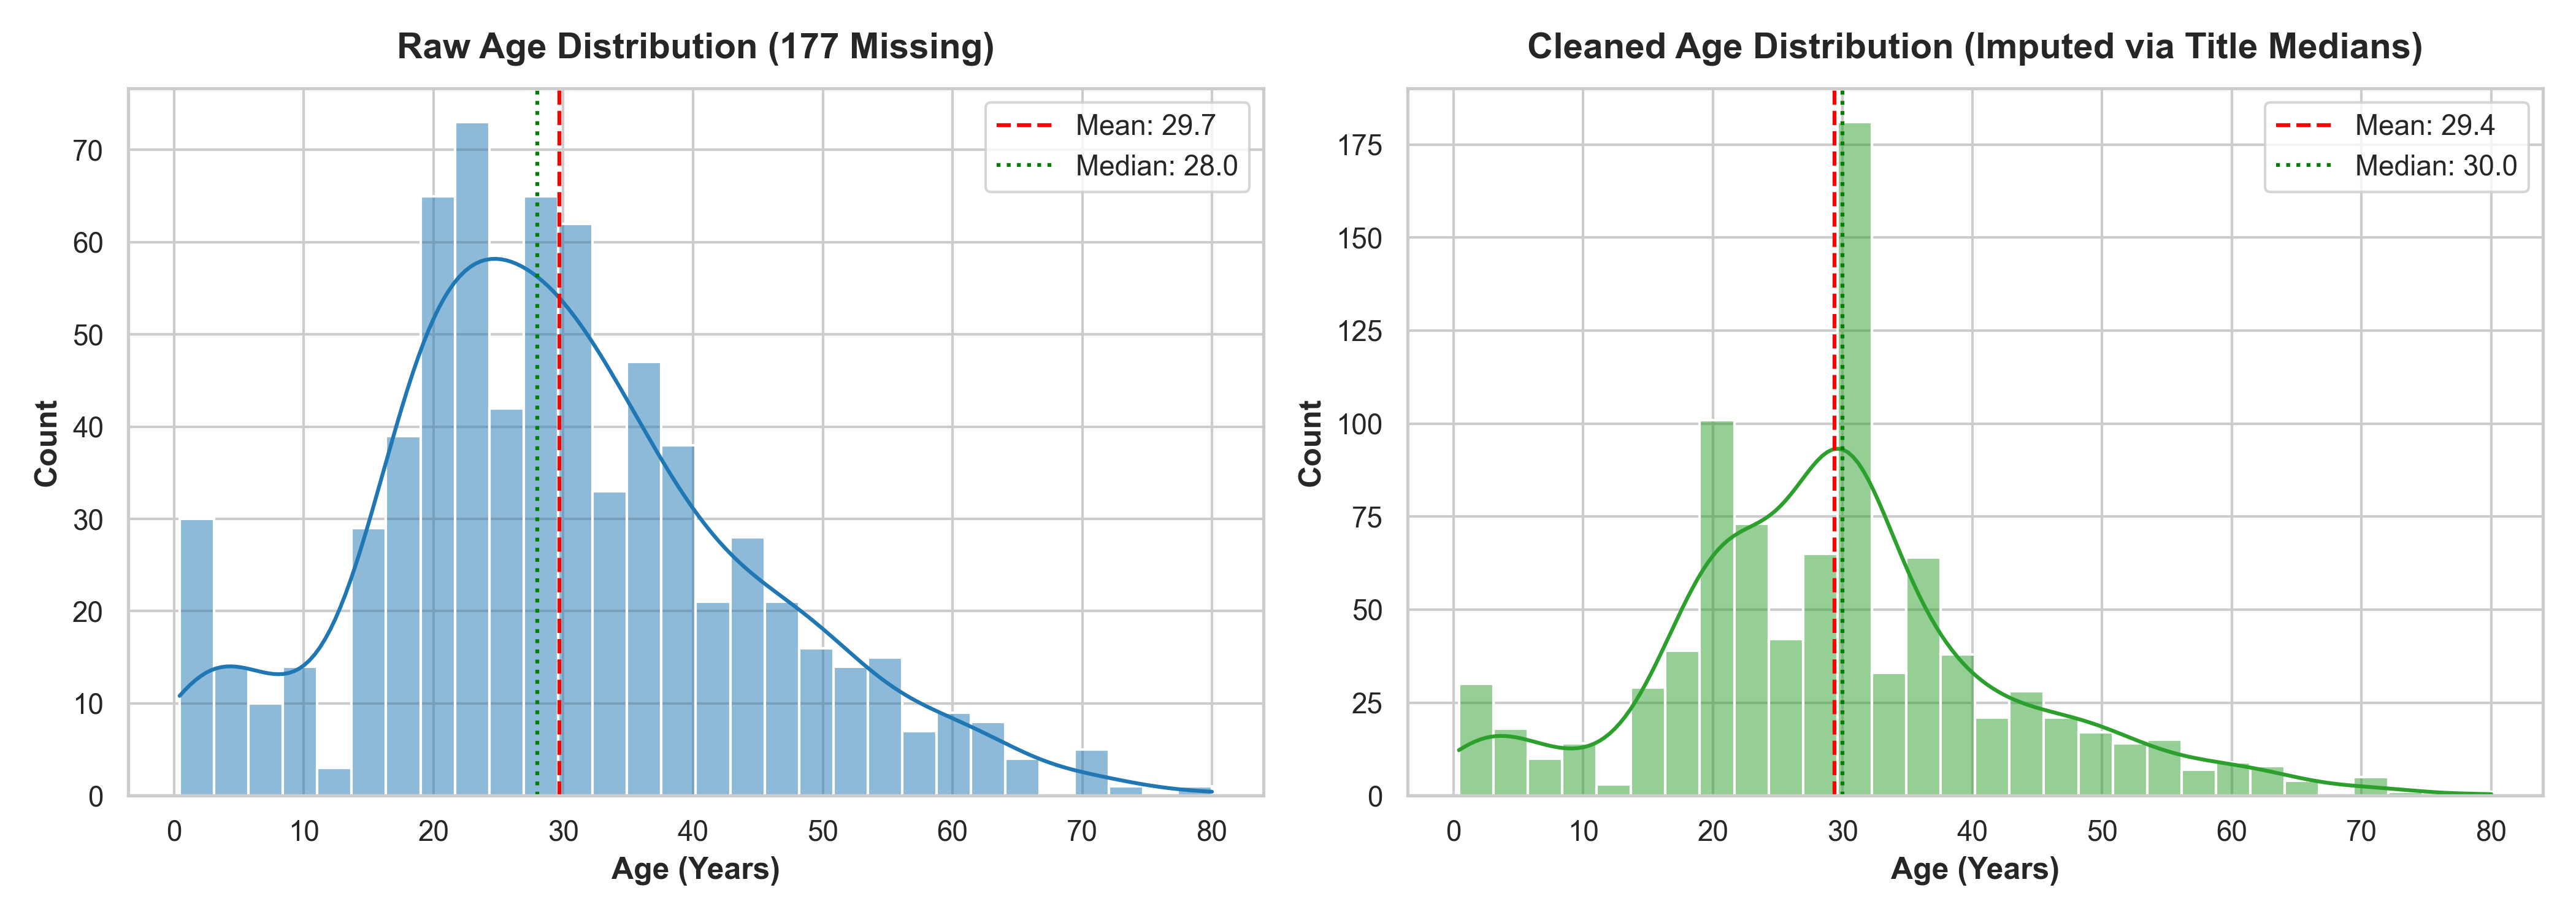 Raw Age Distribution (177 Missing)
Mean: 29.7
Median: 28.0
Count
70
60
50
40
30
20
10
0
0 10 20 30 40 50 60 70 80
Age (Years)
Cleaned Age Distribution (Imputed via Title Medians)
Mean: 29.4
Median: 30.0
Count
175
150
125
100
75
50
25
0
0 10 20 30 40 50 60 70 80
Age (Years)